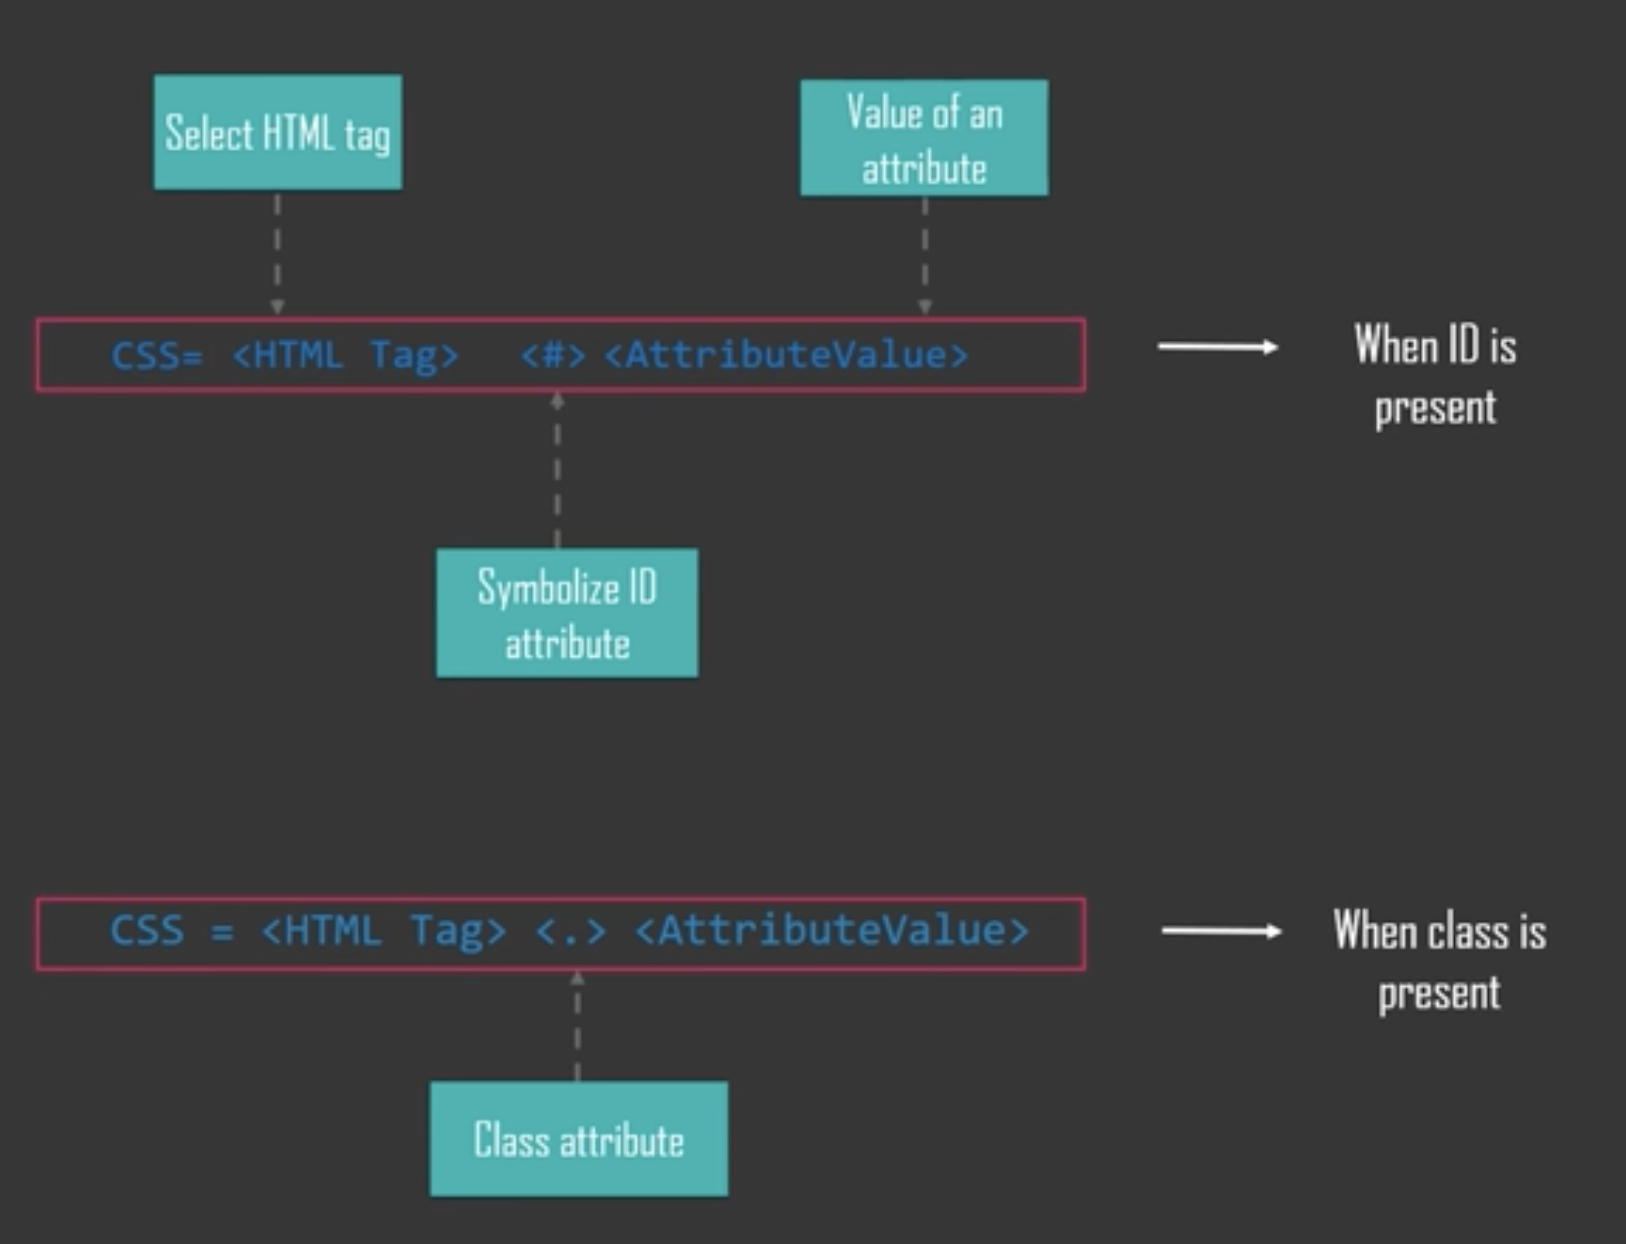 Select HTML tag
Value of an
attribute
CSS= <HTML Tag> <#> <AttributeValue>
When ID is
present
Symbolize ID
attribute
CSS = <HTML Tag> <.> <AttributeValue>
When class is
present
Class attribute